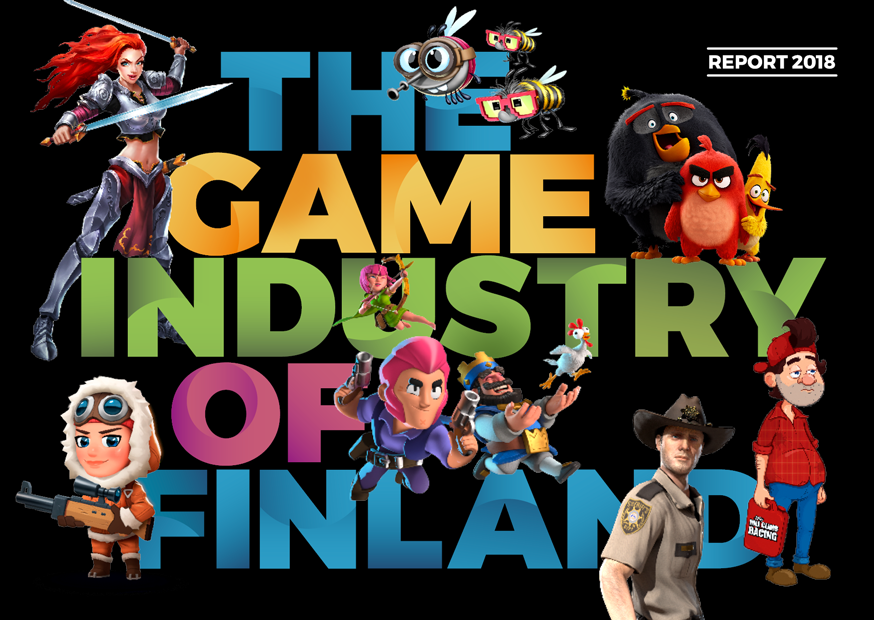 REPORT 2018
THE
GAME
INDUSTRY
OF
FINLAND
RACING